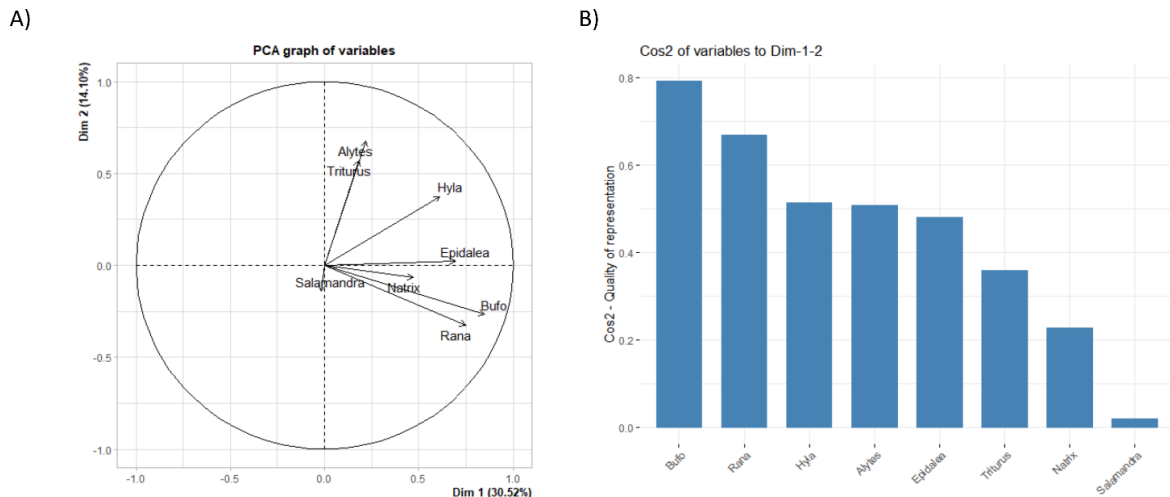 A)
B)
PCA graph of variables
Dim 2 (14.10%)
1.0
0.5
0.0
-0.5
-1.0
Alytes
Triturus
Hyla
Epidalea
Salamandra
Natrix
Bufo
Rana
-1.0
-0.5
0.0
0.5
1.0
Dim 1 (30.52%)
Cos2 of variables to Dim-1-2
Cos2 - Quality of representation
0.8
0.6
0.4
0.2
0.0
Bufo
Rana
Hyla
Alytes
Epidalea
Triturus
Natrix
Salamandra